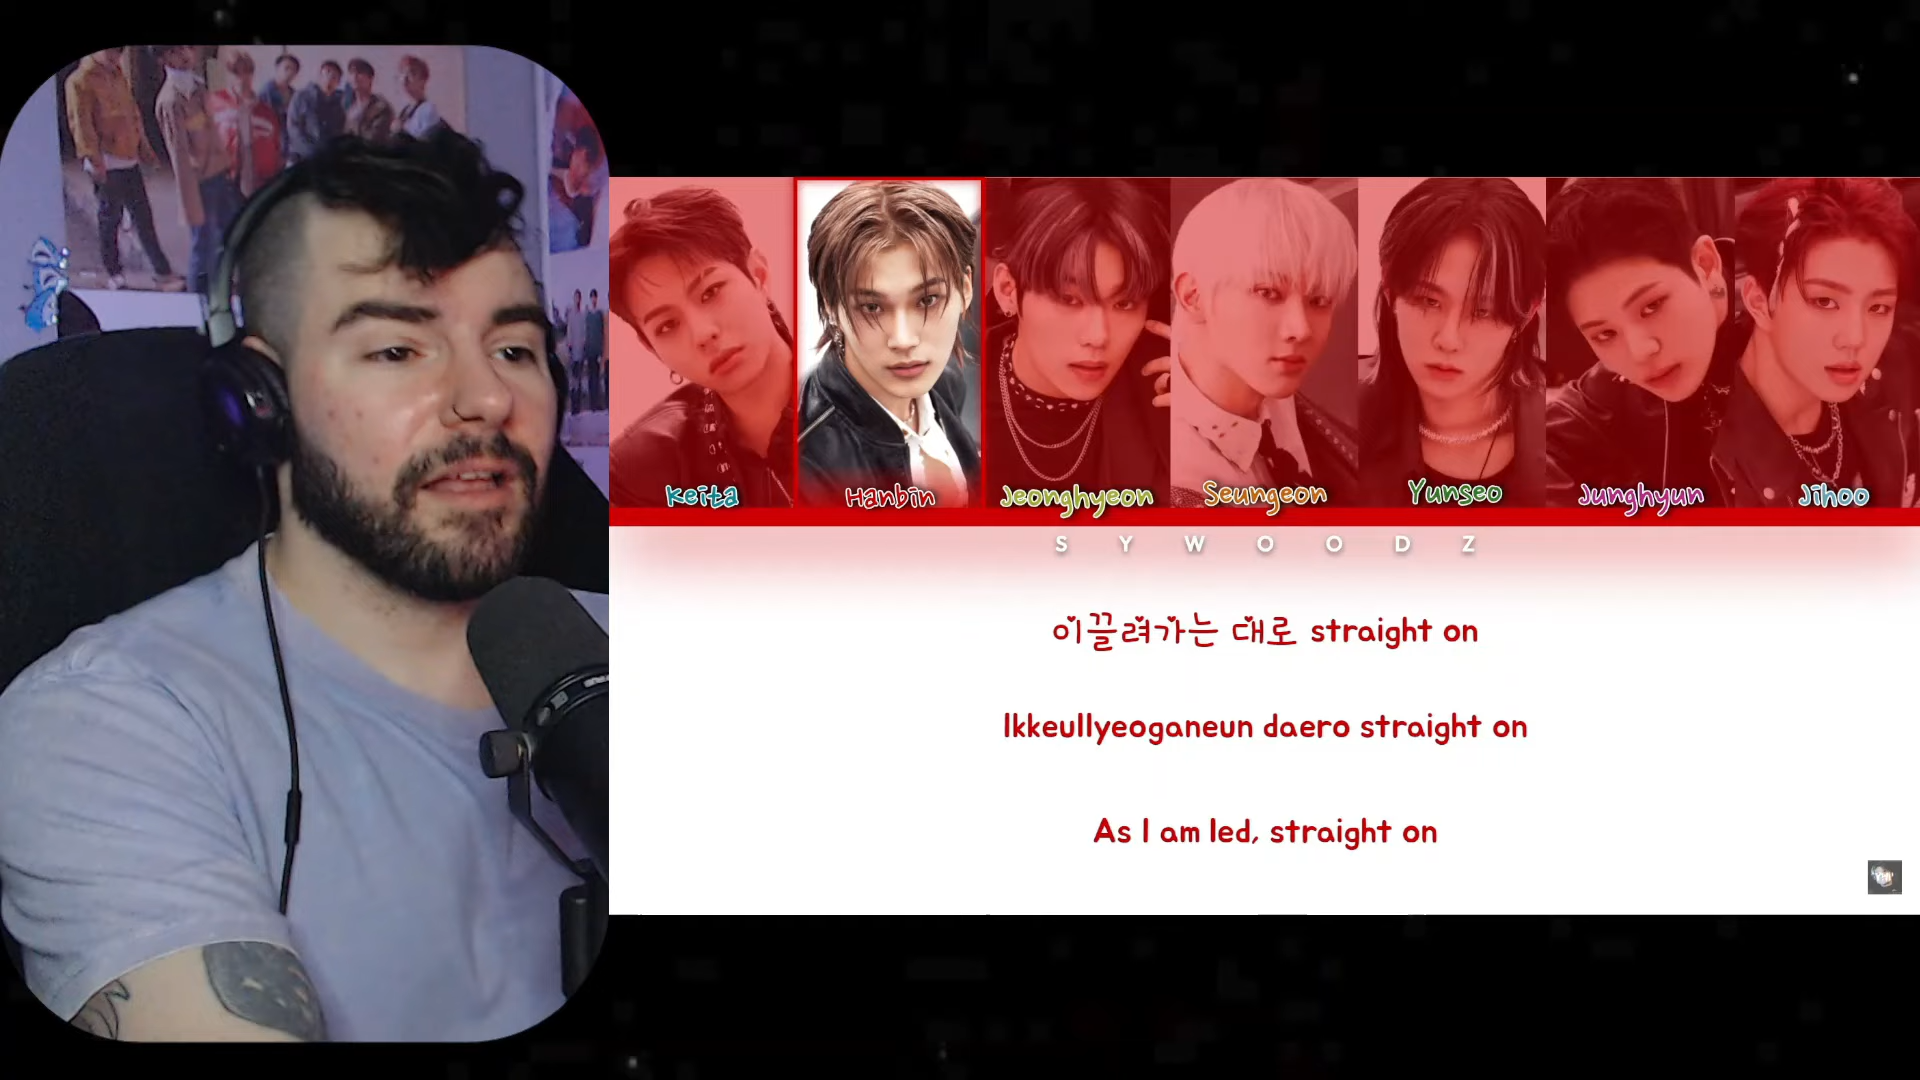 Keita
Hanbin
Jeonghyeon
Seungeon
Yunseo
Junghyun
Jihoo
SYWOODZ
이끌려가는 대로 straight on
Ikkeullyeoganeun daero straight on
As I am led, straight on